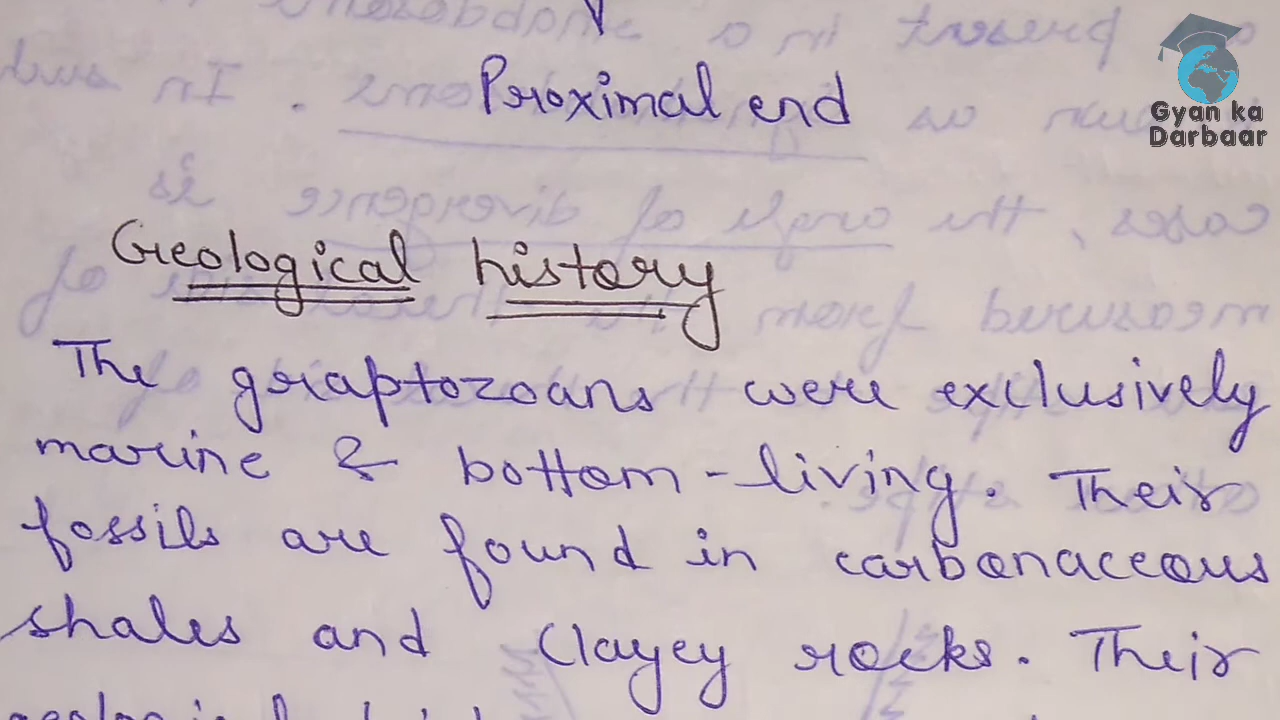 Proximal end
Gyan ka
Darbaar
Geological history
The graptozoans were exclusively
marine & bottom-living. Their
fossils are found in carbonaceous
shales and clayey rocks. Their